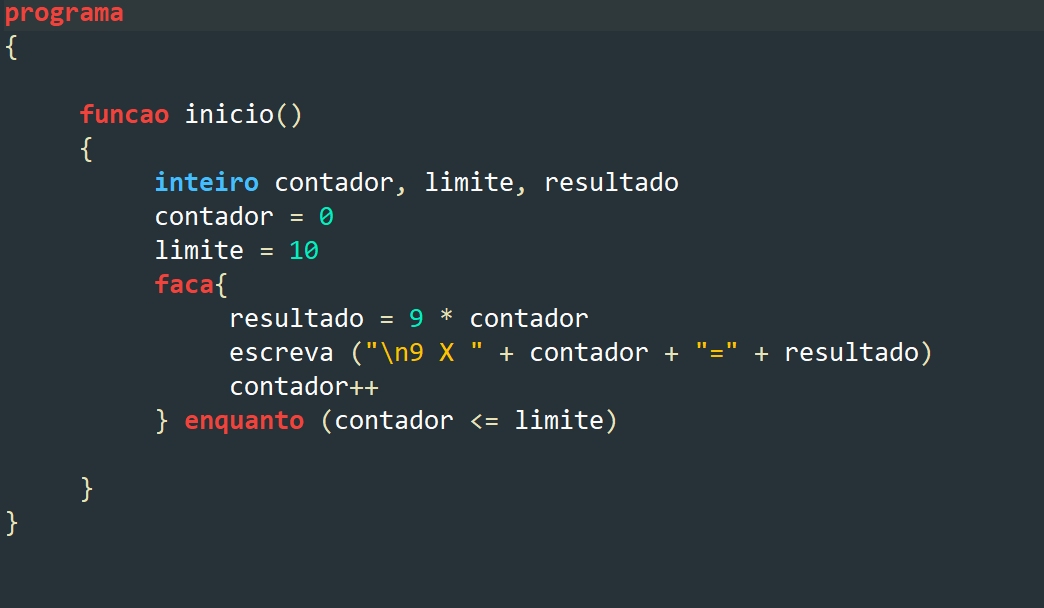 programa
{
funcao inicio()
{
inteiro contador, limite, resultado
contador = 0
limite = 10
faca{
resultado = 9 * contador
escreva ("\n9 X " + contador + "=" + resultado)
contador++
} enquanto (contador <= limite)
}
}